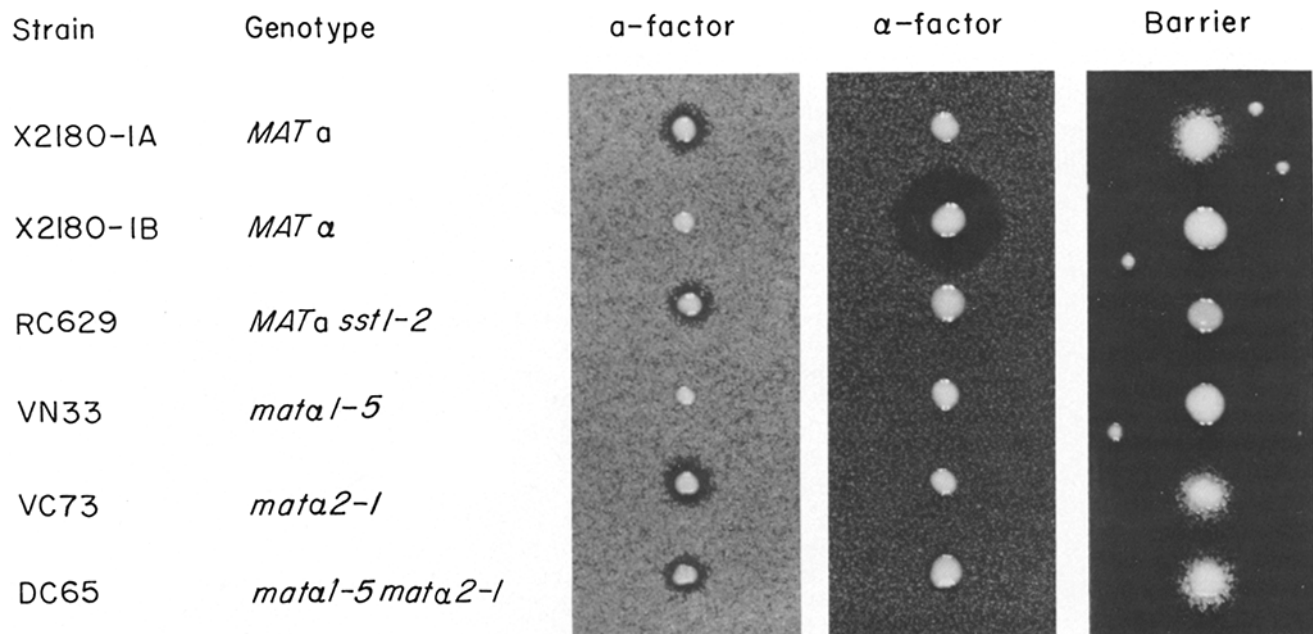 Strain Genotype a-factor α-factor Barrier
X2180-1A MATa
X2180-1B MATα
RC629 MATa sst1-2
VN33 matα1-5
VC73 matα2-1
DC65 matα1-5 matα2-1